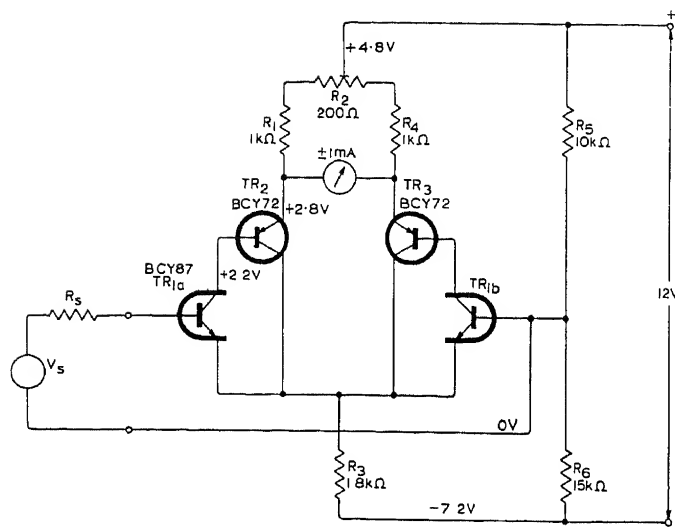 +
+4·8V
R2
200Ω
R1
1kΩ
R4
1kΩ
R5
10kΩ
±1mA
TR2
BCY72
+2·8V
TR3
BCY72
BCY87
TR1a
+2 2V
TR1b
12V
Rs
Vs
0V
R3
1 8kΩ
R6
15kΩ
-7 2V